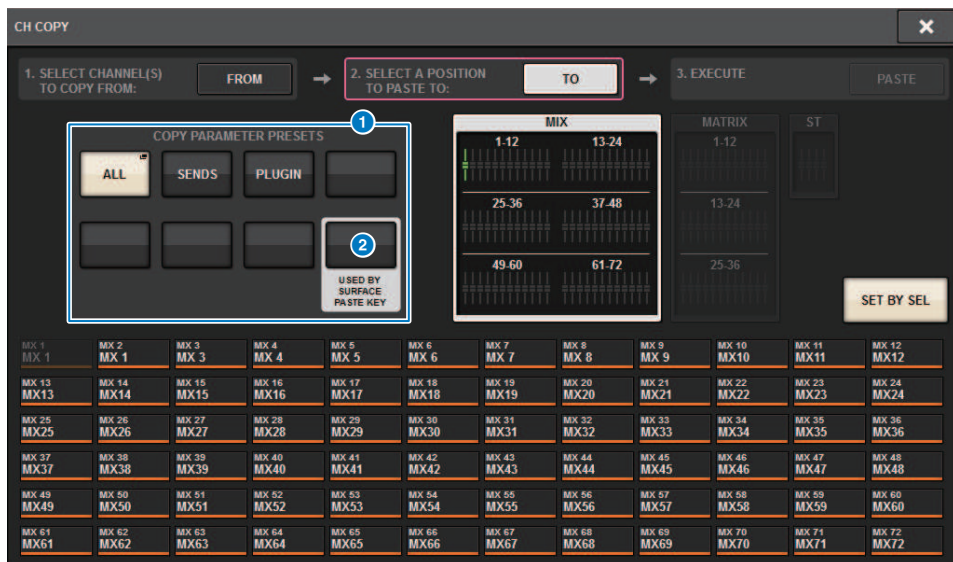 CH COPY
1. SELECT CHANNEL(S)
TO COPY FROM:
FROM
2. SELECT A POSITION
TO PASTE TO:
TO
3. EXECUTE
PASTE
1
COPY PARAMETER PRESETS
ALL
SENDS
PLUGIN
2
USED BY
SURFACE
PASTE KEY
MIX
1-12
13-24
25-36
37-48
49-60
61-72
MATRIX
1-12
13-24
25-36
ST
SET BY SEL
MX 1 MX 2 MX 3 MX 4 MX 5 MX 6 MX 7 MX 8 MX 9 MX 10 MX 11 MX 12
MX 1 MX 1 MX 3 MX 4 MX 5 MX 6 MX 7 MX 8 MX 9 MX10 MX11 MX12
MX 13 MX 14 MX 15 MX 16 MX 17 MX 18 MX 19 MX 20 MX 21 MX 22 MX 23 MX 24
MX13 MX14 MX15 MX16 MX17 MX18 MX19 MX20 MX21 MX22 MX23 MX24
MX 25 MX 26 MX 27 MX 28 MX 29 MX 30 MX 31 MX 32 MX 33 MX 34 MX 35 MX 36
MX25 MX26 MX27 MX28 MX29 MX30 MX31 MX32 MX33 MX34 MX35 MX36
MX 37 MX 38 MX 39 MX 40 MX 41 MX 42 MX 43 MX 44 MX 45 MX 46 MX 47 MX 48
MX37 MX38 MX39 MX40 MX41 MX42 MX43 MX44 MX45 MX46 MX47 MX48
MX 49 MX 50 MX 51 MX 52 MX 53 MX 54 MX 55 MX 56 MX 57 MX 58 MX 59 MX 60
MX49 MX50 MX51 MX52 MX53 MX54 MX55 MX56 MX57 MX58 MX59 MX60
MX 61 MX 62 MX 63 MX 64 MX 65 MX 66 MX 67 MX 68 MX 69 MX 70 MX 71 MX 72
MX61 MX62 MX63 MX64 MX65 MX66 MX67 MX68 MX69 MX70 MX71 MX72